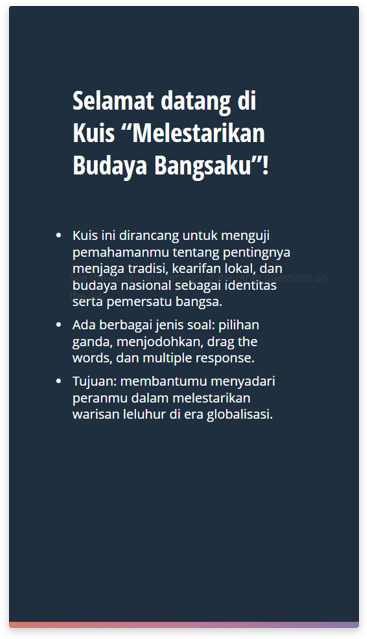 Selamat datang di
Kuis “Melestarikan
Budaya Bangsaku”!
• Kuis ini dirancang untuk menguji
pemahamanmu tentang pentingnya
menjaga tradisi, kearifan lokal, dan
budaya nasional sebagai identitas
serta pemersatu bangsa.
• Ada berbagai jenis soal: pilihan
ganda, menjodohkan, drag the
words, dan multiple response.
• Tujuan: membantumu menyadari
peranmu dalam melestarikan
warisan leluhur di era globalisasi.